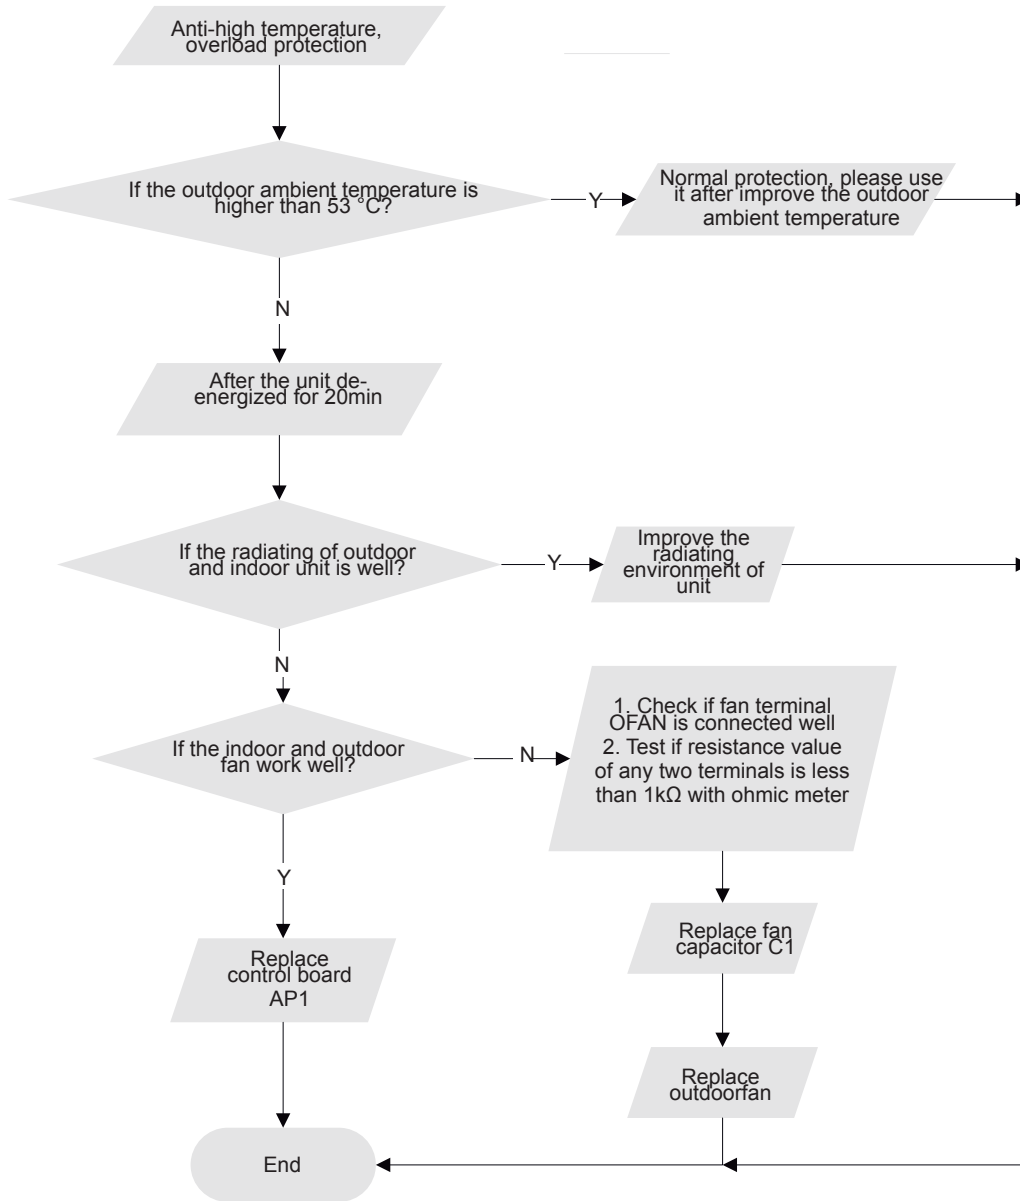 Anti-high temperature,
overload protection
If the outdoor ambient temperature is
higher than 53 °C?
Y
Normal protection, please use
it after improve the outdoor
ambient temperature
N
After the unit de-
energized for 20min
If the radiating of outdoor
and indoor unit is well?
Y
Improve the
radiating
environment of
unit
N
If the indoor and outdoor
fan work well?
N
1. Check if fan terminal
OFAN is connected well
2. Test if resistance value
of any two terminals is less
than 1kΩ with ohmic meter
Y
Replace fan
capacitor C1
Replace
control board
AP1
Replace
outdoorfan
End